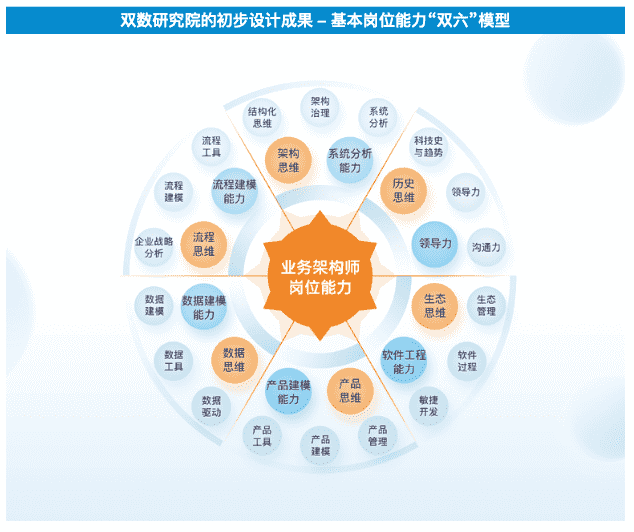 双数研究院的初步设计成果 – 基本岗位能力“双六”模型
结构化
思维
架构
治理
系统
分析
架构
思维
系统分析
能力
科技史
与趋势
领导力
沟通力
历史
思维
领导力
生态
思维
软件工程
能力
生态
管理
软件
过程
敏捷
开发
产品
思维
产品建模
能力
产品
管理
产品
建模
产品
工具
数据建模
能力
数据
思维
数据
建模
数据
工具
数据
驱动
流程建模
能力
流程
思维
流程
工具
流程
建模
企业战略
分析
业务架构师
岗位能力